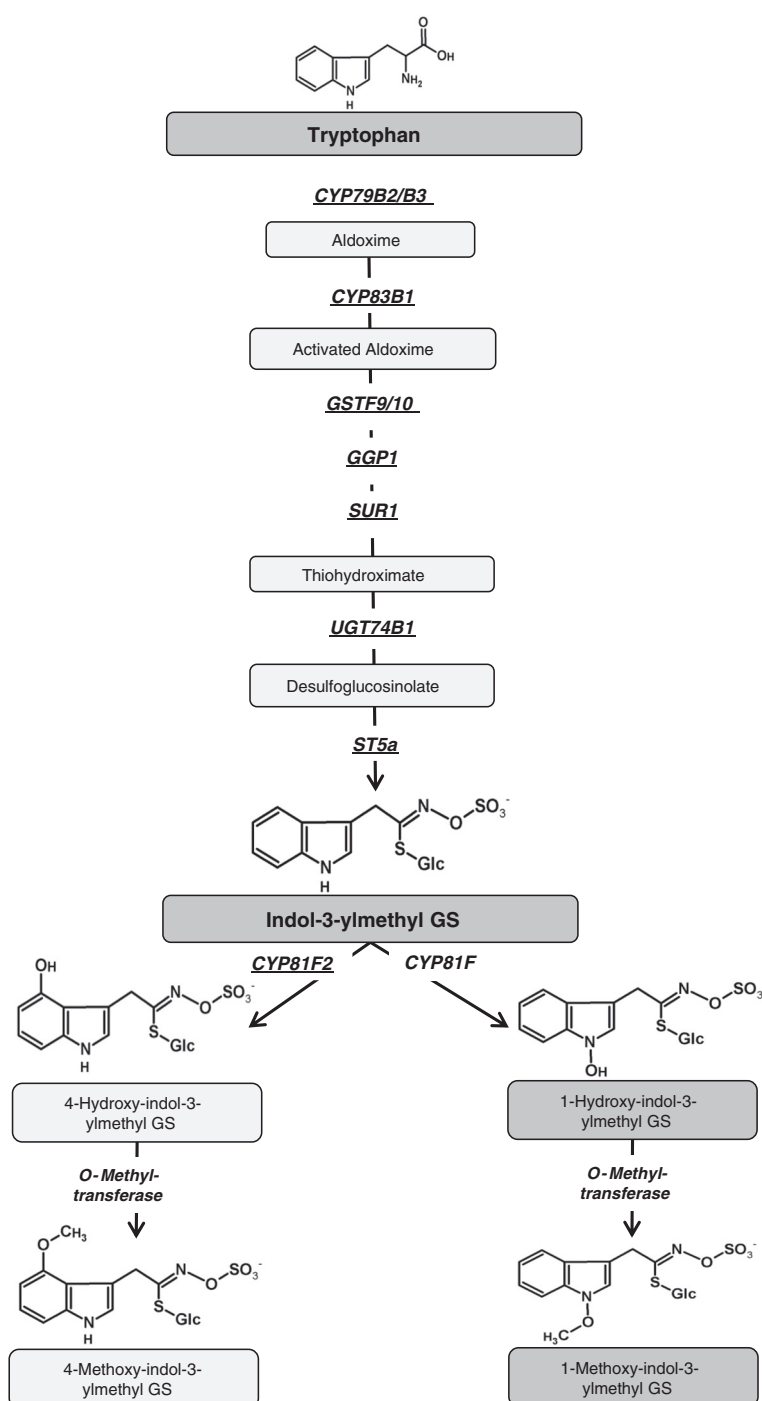 O
OH
NH2
N
H
Tryptophan
CYP79B2/B3
Aldoxime
CYP83B1
Activated Aldoxime
GSTF9/10
GGP1
SUR1
Thiohydroximate
UGT74B1
Desulfoglucosinolate
ST5a
N O SO3-
S Glc
N
H
Indol-3-ylmethyl GS
CYP81F2 CYP81F
OH
N O SO3-
S Glc
N
H
N O SO3
S Glc
N
OH
4-Hydroxy-indol-3-
ylmethyl GS
1-Hydroxy-indol-3-
ylmethyl GS
O-Methyl-
transferase
O-Methyl-
transferase
O CH3
N O SO3-
S Glc
N
H
N O SO3-
S Glc
N
O
H3C
4-Methoxy-indol-3-
ylmethyl GS
1-Methoxy-indol-3-
ylmethyl GS